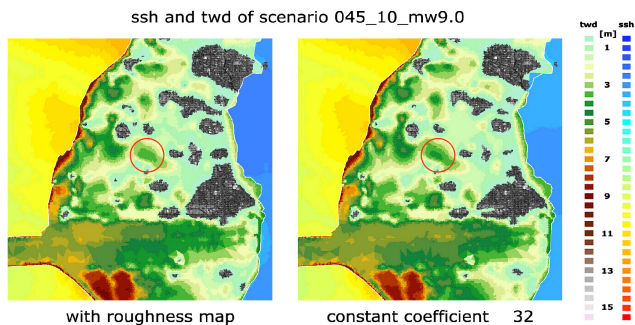 ssh and twd of scenario 045_10_mw9.0
twd ssh
[m]
1
3
5
7
9
11
13
15
with roughness map
constant coefficient 32